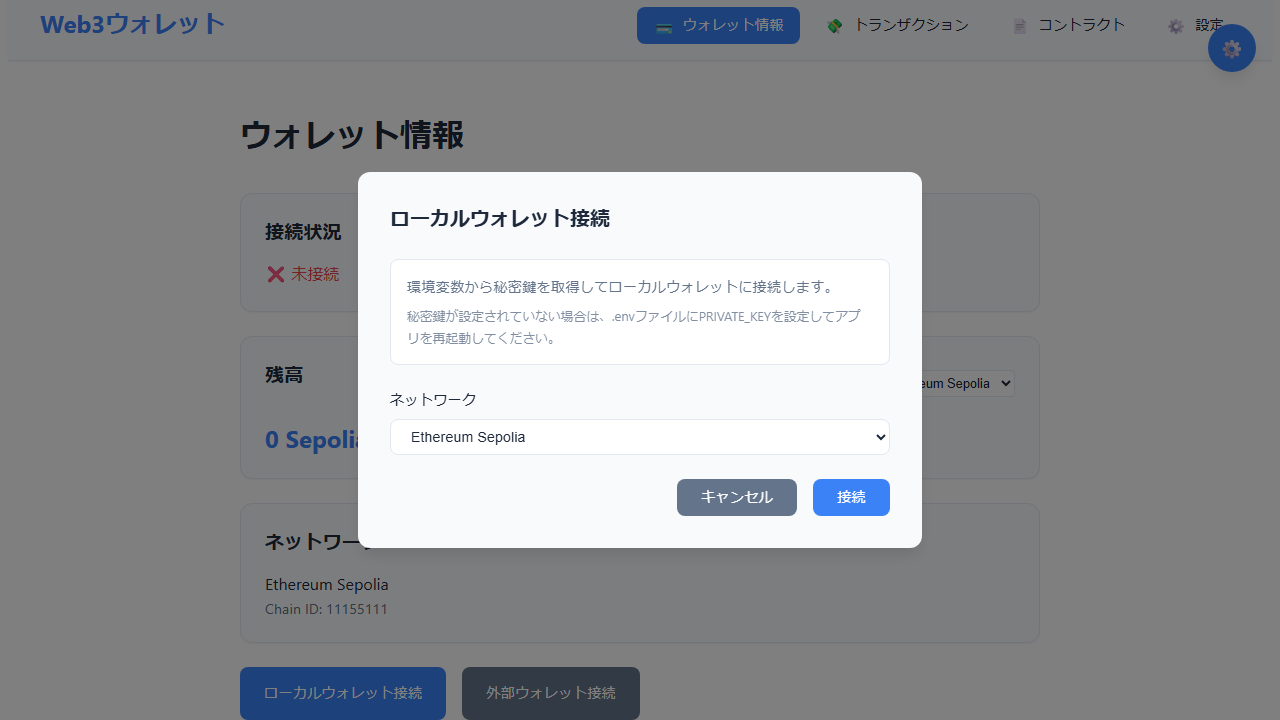 Web3ウォレット
ウォレット情報
トランザクション
コントラクト
設定
ウォレット情報
接続状況
未接続
残高
eum Sepolia
0 Sepoli
ネットワーク
Ethereum Sepolia
Chain ID: 11155111
ローカルウォレット接続
外部ウォレット接続
ローカルウォレット接続
環境変数から秘密鍵を取得してローカルウォレットに接続します。
秘密鍵が設定されていない場合は、.envファイルにPRIVATE_KEYを設定してアプ
リを再起動してください。
ネットワーク
Ethereum Sepolia
キャンセル
接続